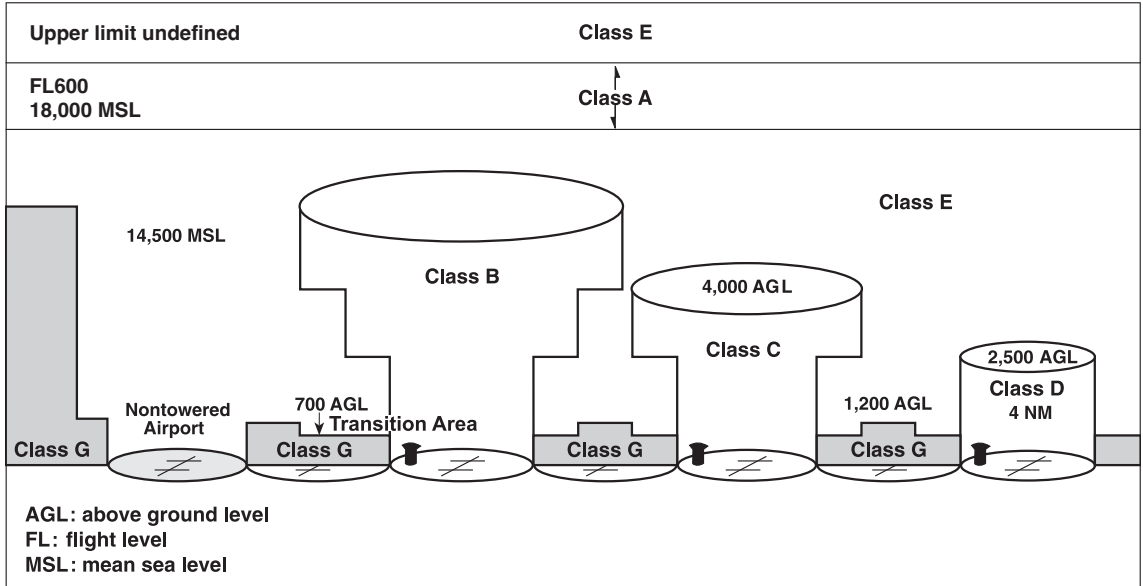 Upper limit undefined
Class E
FL600
18,000 MSL
Class A
Class E
14,500 MSL
Class B
4,000 AGL
Class C
2,500 AGL
Class D
4 NM
Nontowered
Airport
700 AGL
Transition Area
1,200 AGL
Class G
Class G
Class G
Class G
AGL: above ground level
FL: flight level
MSL: mean sea level